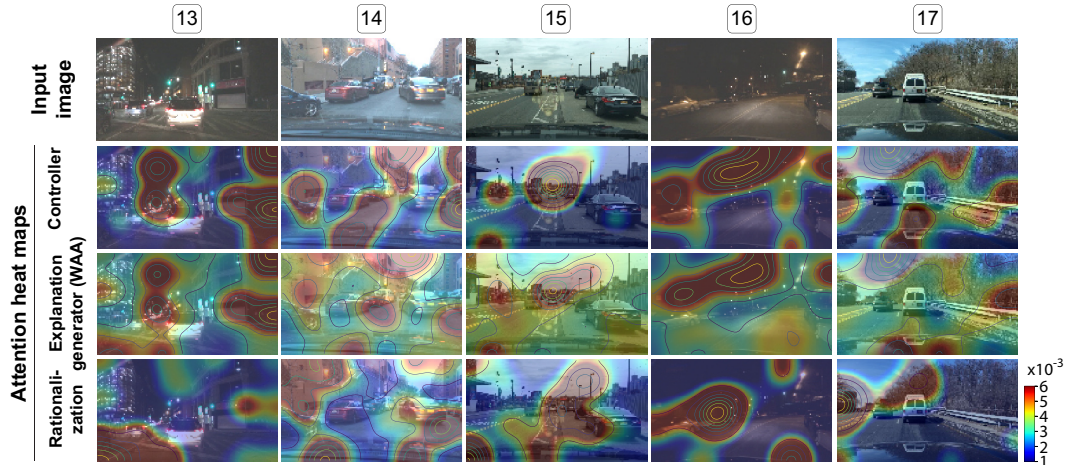 13 14 15 16 17
Input
image
Attention heat maps
Controller
Explanation
generator (WAA)
Rationali-
zation
x10⁻³
6
5
4
3
2
1